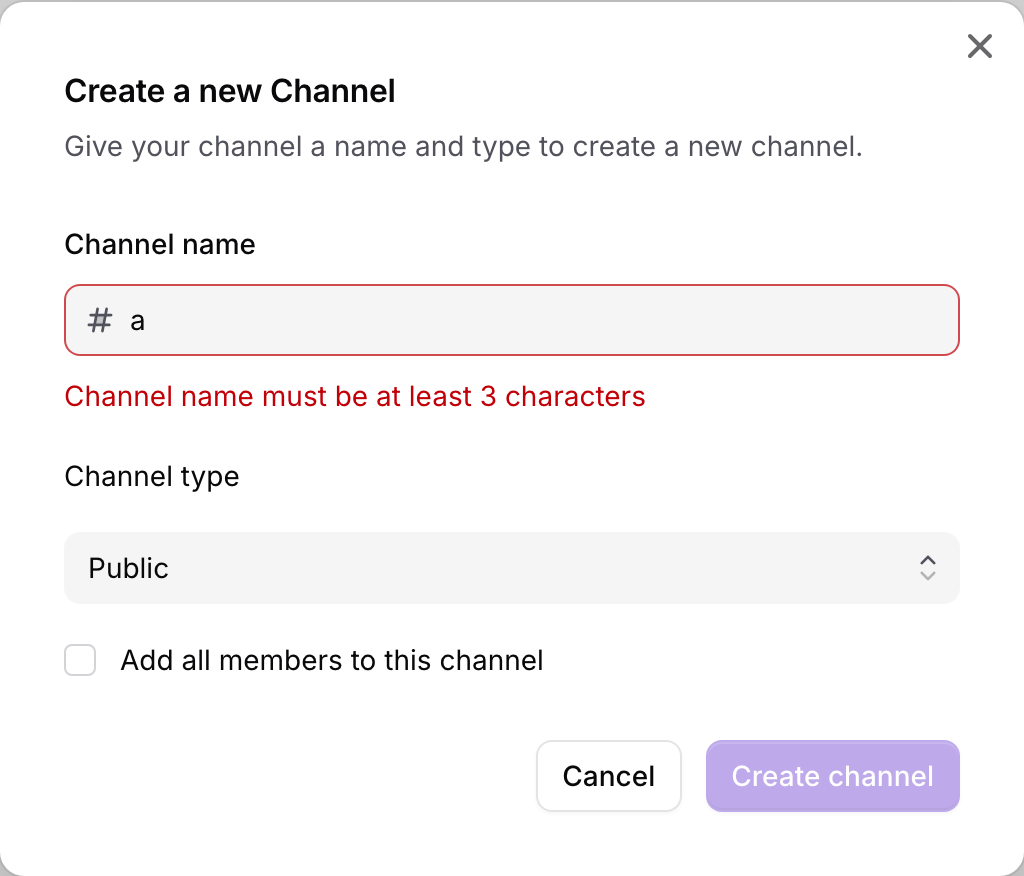 Create a new Channel
Give your channel a name and type to create a new channel.
Channel name
# a
Channel name must be at least 3 characters
Channel type
Public
Add all members to this channel
Cancel
Create channel